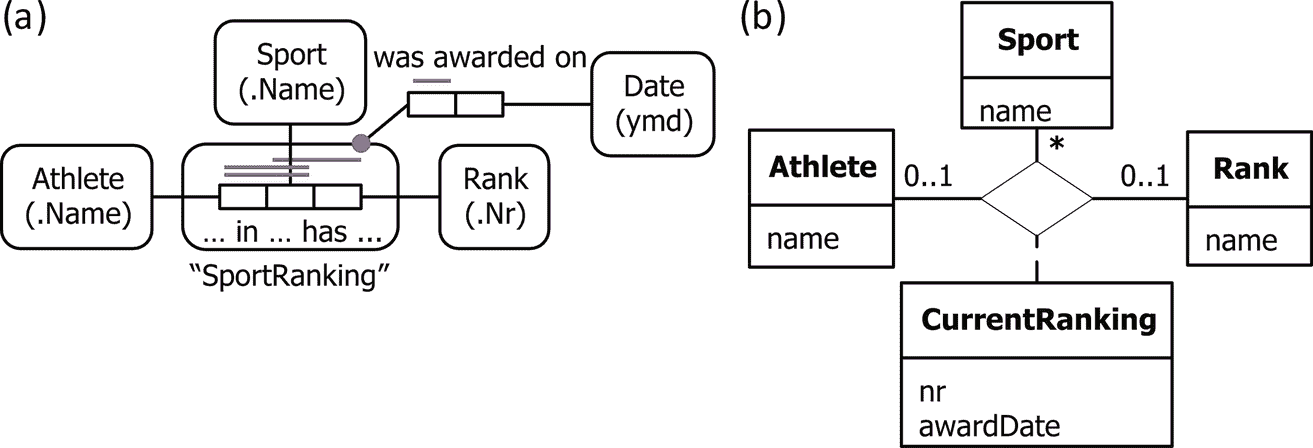 (a)
Sport
(.Name)
was awarded on
Date
(ymd)
Athlete
(.Name)
Rank
(.Nr)
... in ... has ...
“SportRanking”
(b)
Sport
name
*
Athlete
name
0..1
0..1
Rank
name
CurrentRanking
nr
awardDate